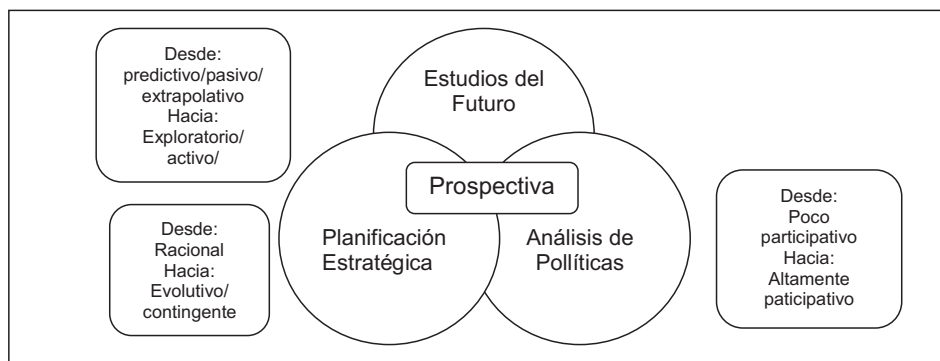 Desde:
predictivo/pasivo/
extrapolativo
Hacia:
Exploratorio/
activo/
Estudios del
Futuro
Prospectiva
Desde:
Racional
Hacia:
Evolutivo/
contingente
Planificación
Estratégica
Análisis de
Pollíticas
Desde:
Poco
participativo
Hacia:
Altamente
paticipativo